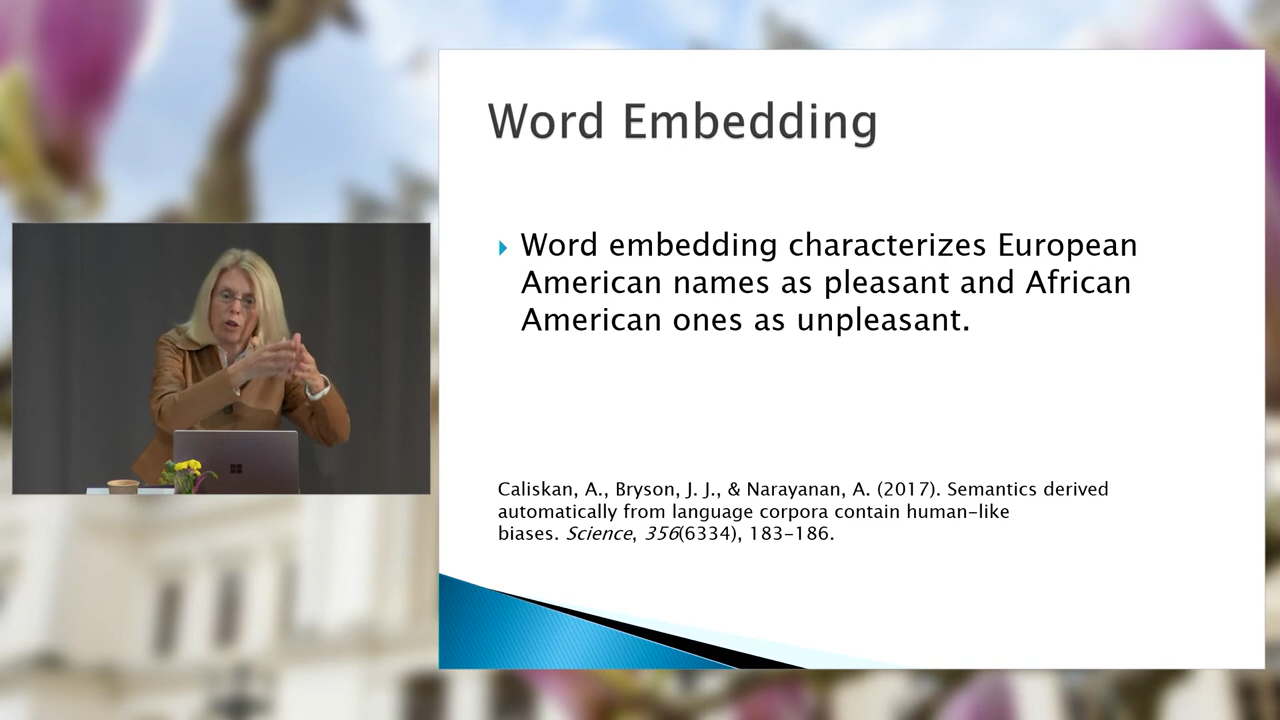 Word Embedding
Word embedding characterizes European
American names as pleasant and African
American ones as unpleasant.
Caliskan, A., Bryson, J. J., & Narayanan, A. (2017). Semantics derived
automatically from language corpora contain human-like
biases. Science, 356(6334), 183-186.